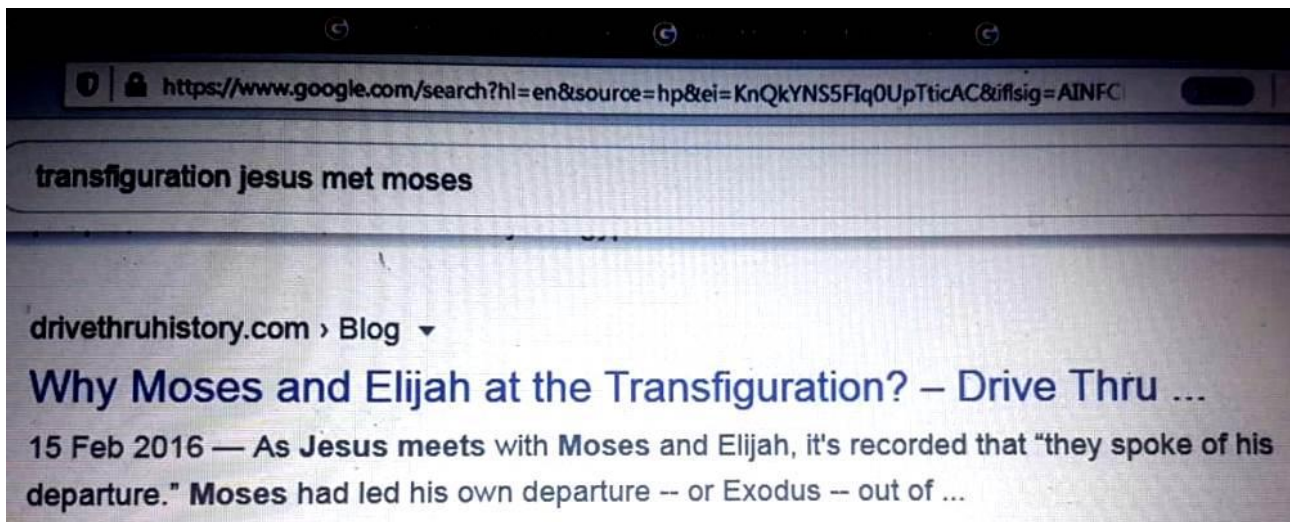 https://www.google.com/search?hl=en&source=hp&ei=KnQkYNS5FIq0UpTticAC&iflsig=AINFC
transfiguration jesus met moses
drivethruhistory.com › Blog
Why Moses and Elijah at the Transfiguration? – Drive Thru ...
15 Feb 2016 — As Jesus meets with Moses and Elijah, it's recorded that "they spoke of his
departure." Moses had led his own departure -- or Exodus -- out of ...